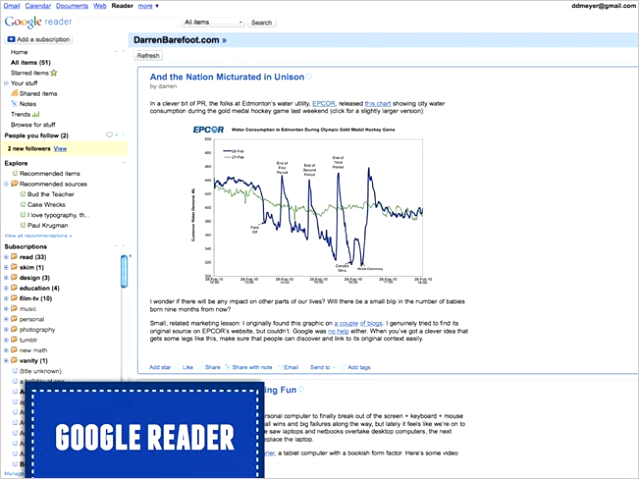 Gmail Calendar Documents Web Reader more ▼
ddmeyer@gmail.com
Google reader
All items
Search
Add a subscription
Home
All items (51)
Starred items
Your stuff
Shared items
Notes
Trends
Browse for stuff
People you follow (2)
2 new followers View
Explore
Recommended items
Recommended sources
Bud the Teacher
Cake Wrecks
I love typography, th...
Paul Krugman
View all recommendations »
Subscriptions
read (33)
skim (1)
design (3)
education (4)
film-tv (10)
music
personal
photography
tumblr
new math
vanity (1)
(title unknown)
DarrenBarefoot.com »
Refresh
And the Nation Micturated in Unison
by darren
In a clever bit of PR, the folks at Edmonton's water utility, EPCOR, released this chart showing city water
consumption during the gold medal hockey game last weekend (click for a slightly larger version):
EPCOR Water Consumption in Edmonton During Olympic Gold Medal Hockey Game
End of
First
Period
End of
Second
Period
End of
Third
Period
Face
Off
Canada
Wins
Medal Ceremony
I wonder if there will be any impact on other parts of our lives? Will there be a small blip in the number of babies
born nine months from now?
Small, related marketing lesson: I originally found this graphic on a couple of blogs. I genuinely tried to find its
original source on EPCOR's website, but couldn't. Google was no help either. When you've got a clever idea that
gets some legs like this, make sure that people can discover and link to its original context easily.
Add star Like Share Share with note Email Send to Add tags
ing Fun
personal computer to finally break out of the screen + keyboard + mouse
all wins and big failures along the way, but lately it feels like we're on to
saw laptops and netbooks overtake desktop computers, the next
eplace the laptop.
, a tablet computer with a bookish form factor. Here's some video
GOOGLE READER